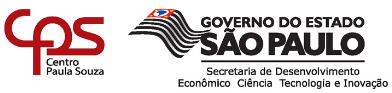 cps
Centro
Paula Souza
GOVERNO DO ESTADO
SÃO PAULO
Secretaria de Desenvolvimento
Econômico Ciência Tecnologia e Inovação